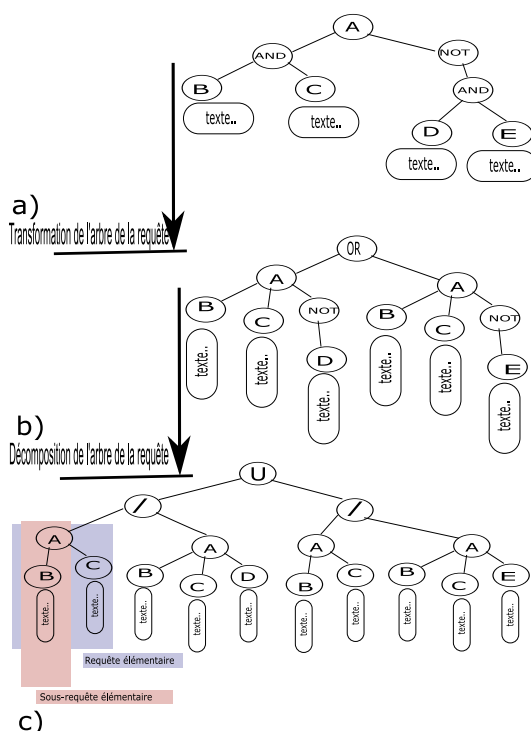 A
AND
NOT
B
C
AND
texte..
texte..
D
E
texte..
texte..
a)
Transformation de l'arbre de la requête
OR
A
A
B
C
NOT
B
C
NOT
texte..
texte..
D
texte..
texte..
E
texte..
texte..
b)
Décomposition de l'arbre de la requête
U
/
/
A
A
A
A
B
C
B
C
D
B
C
B
C
E
texte..
texte..
texte..
texte..
texte..
texte..
texte..
texte..
texte..
texte..
Requête élémentaire
Sous-requête élémentaire
c)